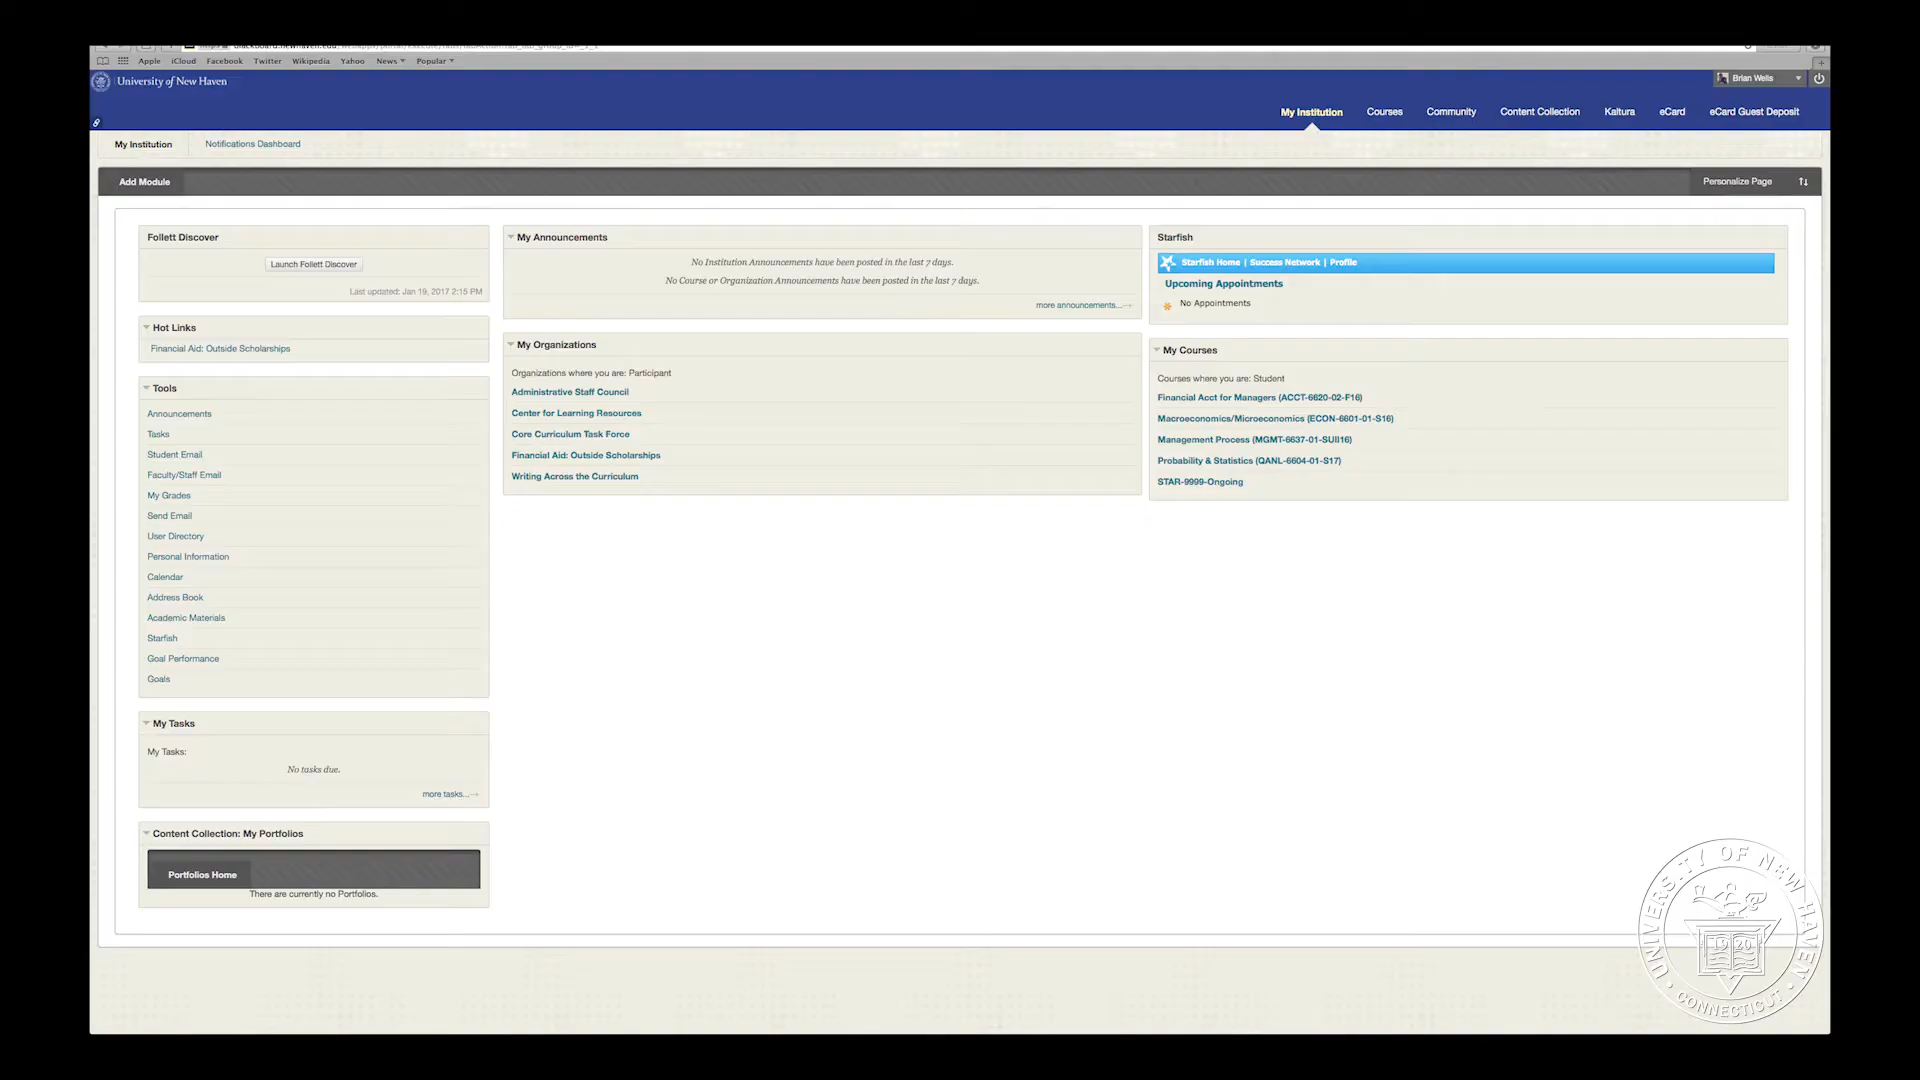 Apple iCloud Facebook Twitter Wikipedia Yahoo News Popular
University of New Haven
Brian Wells
My Institution Courses Community Content Collection Kaltura eCard eCard Guest Deposit
My Institution Notifications Dashboard
Add Module
Personalize Page
Follett Discover
Launch Follett Discover
Last updated: Jan 19, 2017 2:15 PM
Hot Links
Financial Aid: Outside Scholarships
Tools
Announcements
Tasks
Student Email
Faculty/Staff Email
My Grades
Send Email
User Directory
Personal Information
Calendar
Address Book
Academic Materials
Starfish
Goal Performance
Goals
My Tasks
My Tasks:
No tasks due.
more tasks...→
Content Collection: My Portfolios
Portfolios Home
There are currently no Portfolios.
My Announcements
No Institution Announcements have been posted in the last 7 days.
No Course or Organization Announcements have been posted in the last 7 days.
more announcements...→
My Organizations
Organizations where you are: Participant
Administrative Staff Council
Center for Learning Resources
Core Curriculum Task Force
Financial Aid: Outside Scholarships
Writing Across the Curriculum
Starfish
Starfish Home | Success Network | Profile
Upcoming Appointments
No Appointments
My Courses
Courses where you are: Student
Financial Acct for Managers (ACCT-6620-02-F16)
Macroeconomics/Microeconomics (ECON-6601-01-S16)
Management Process (MGMT-6637-01-SUII16)
Probability & Statistics (QANL-6604-01-S17)
STAR-9999-Ongoing
UNIVERSITY OF NEW HAVEN
1920
CONNECTICUT